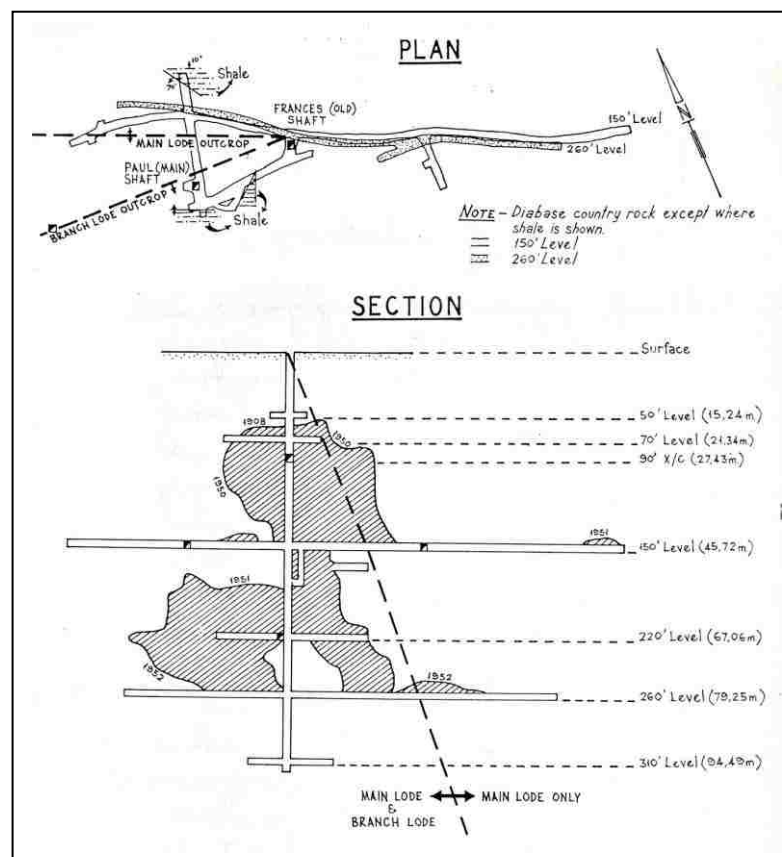 PLAN
10°
75°
Shale
FRANCES (OLD)
SHAFT
150' Level
260' Level
MAIN LODE OUTCROP
PAUL (MAIN)
SHAFT
BRANCH LODE OUTCROP
Shale
N
NOTE - Diabase country rock except where
shale is shown.
150' Level
260' Level
SECTION
Surface
50' Level (15,24m)
1908
1950
70' Level (21,34m)
90' X/C (27,43m)
1950
1951
150' Level (45,72m)
1951
220' Level (67,06m)
1952
1952
260' Level (79,25m)
310' Level (94,49m)
MAIN LODE
&
BRANCH LODE
MAIN LODE ONLY